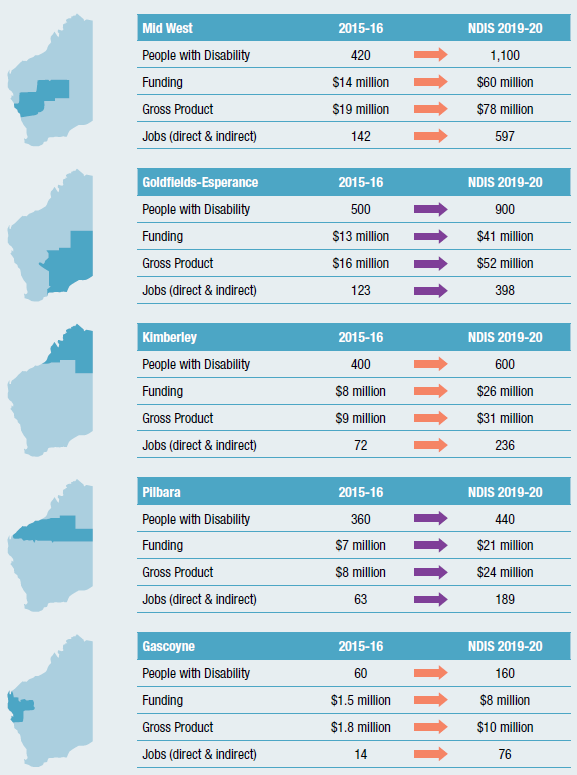 Mid West 2015-16 NDIS 2019-20
People with Disability 420 1,100
Funding $14 million $60 million
Gross Product $19 million $78 million
Jobs (direct & indirect) 142 597
Goldfields-Esperance 2015-16 NDIS 2019-20
People with Disability 500 900
Funding $13 million $41 million
Gross Product $16 million $52 million
Jobs (direct & indirect) 123 398
Kimberley 2015-16 NDIS 2019-20
People with Disability 400 600
Funding $8 million $26 million
Gross Product $9 million $31 million
Jobs (direct & indirect) 72 236
Pilbara 2015-16 NDIS 2019-20
People with Disability 360 440
Funding $7 million $21 million
Gross Product $8 million $24 million
Jobs (direct & indirect) 63 189
Gascoyne 2015-16 NDIS 2019-20
People with Disability 60 160
Funding $1.5 million $8 million
Gross Product $1.8 million $10 million
Jobs (direct & indirect) 14 76